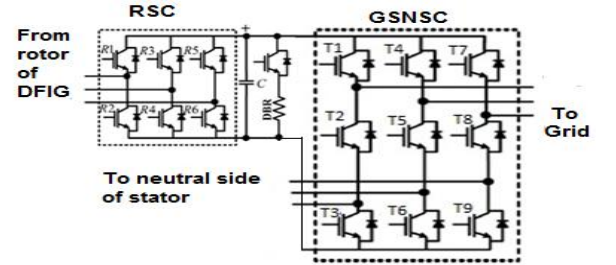 RSC
GSNSC
From
rotor
of
DFIG
R1 R3 R5
R2 R4 R6
+
C
DBR
T1 T4 T7
T2 T5 T8
To
Grid
To neutral side
of stator
T3 T6 T9